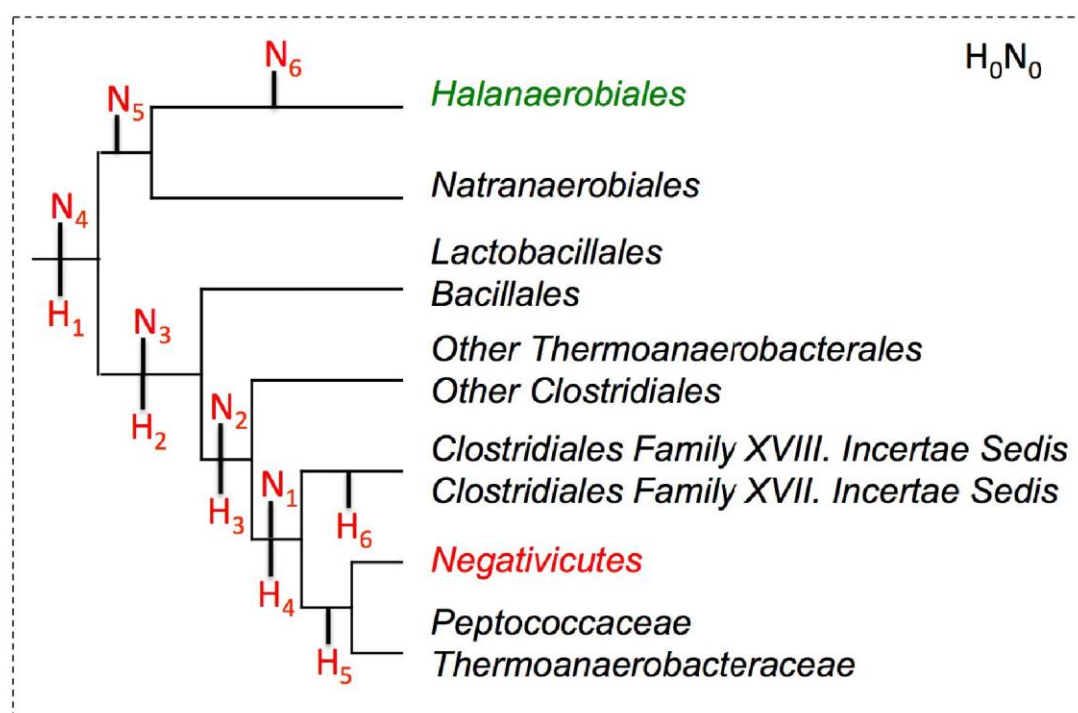 N₆
H₀N₀
Halanaerobiales
N₅
Natranaerobiales
N₄
Lactobacillales
Bacillales
H₁
N₃
Other Thermoanaerobacterales
Other Clostridiales
N₂
H₂
Clostridiales Family XVIII. Incertae Sedis
Clostridiales Family XVII. Incertae Sedis
N₁
H₃
H₆
Negativicutes
H₄
Peptococcaceae
Thermoanaerobacteraceae
H₅